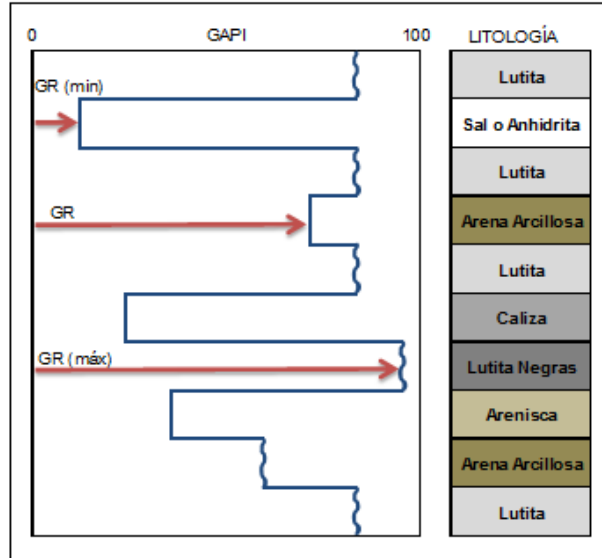 0 GAPI 100 LITOLOGÍA
Lutita
GR (min)
Sal o Anhidrita
Lutita
GR
Arena Arcillosa
Lutita
Caliza
GR (máx)
Lutita Negras
Arenisca
Arena Arcillosa
Lutita